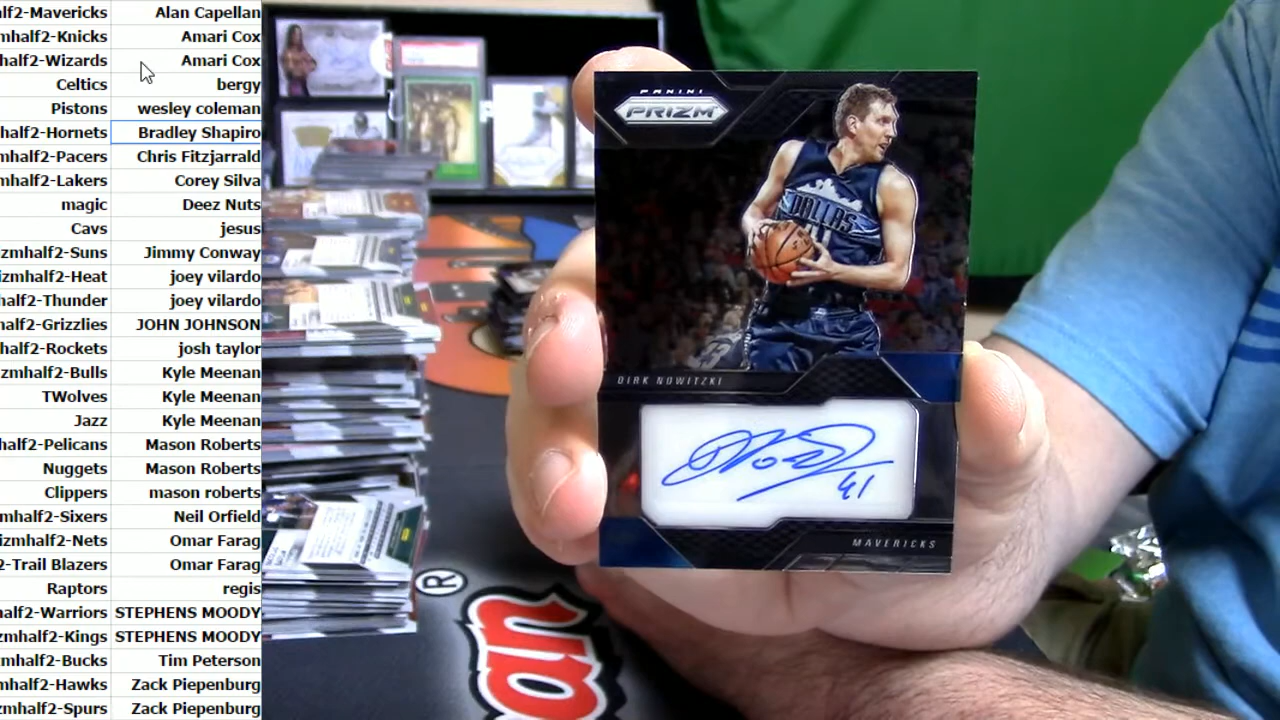 alf2-Mavericks Alan Capellan
mhalf2-Knicks Amari Cox
half2-Wizards Amari Cox
Celtics bergy
Pistons wesley coleman
half2-Hornets Bradley Shapiro
mhalf2-Pacers Chris Fitzjarrald
mhalf2-Lakers Corey Silva
magic Deez Nuts
Cavs jesus
zmhalf2-Suns Jimmy Conway
izmhalf2-Heat joey vilardo
half2-Thunder joey vilardo
half2-Grizzlies JOHN JOHNSON
half2-Rockets josh taylor
zmhalf2-Bulls Kyle Meenan
TWolves Kyle Meenan
Jazz Kyle Meenan
half2-Pelicans Mason Roberts
Nuggets Mason Roberts
Clippers mason roberts
mhalf2-Sixers Neil Orfield
izmhalf2-Nets Omar Farag
2-Trail Blazers Omar Farag
Raptors regis
half2-Warriors STEPHENS MOODY
zmhalf2-Kings STEPHENS MOODY
mhalf2-Bucks Tim Peterson
mhalf2-Hawks Zack Piepenburg
zmhalf2-Spurs Zack Piepenburg
PANINI
PRIZM
DALLAS
41
DIRK NOWITZKI
41
MAVERICKS
®
an